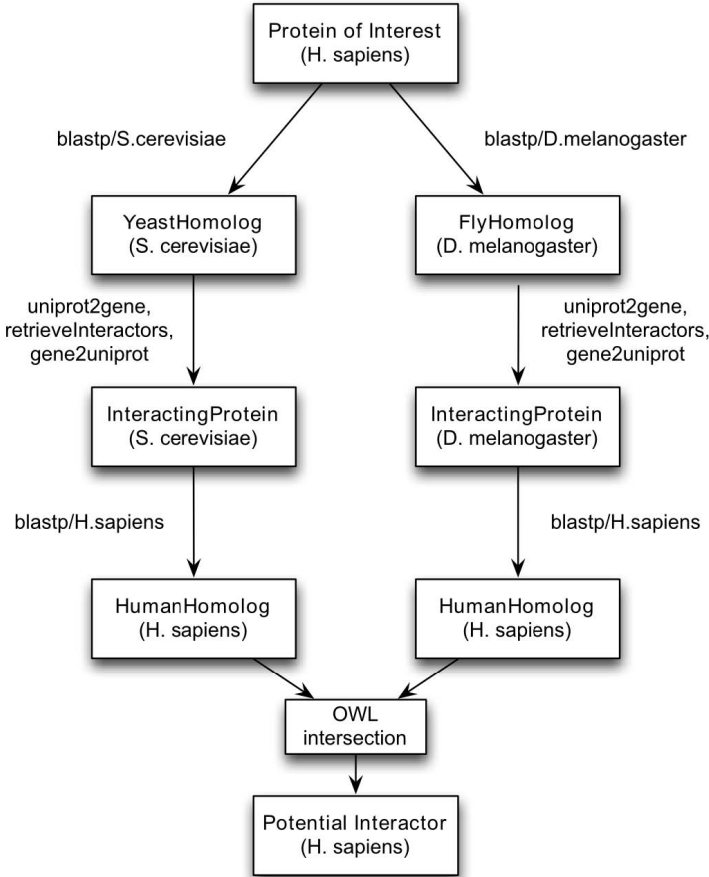 Protein of Interest
(H. sapiens)
blastp/S.cerevisiae
blastp/D.melanogaster
YeastHomolog
(S. cerevisiae)
FlyHomolog
(D. melanogaster)
uniprot2gene,
retrieveInteractors,
gene2uniprot
uniprot2gene,
retrieveInteractors,
gene2uniprot
InteractingProtein
(S. cerevisiae)
InteractingProtein
(D. melanogaster)
blastp/H.sapiens
blastp/H.sapiens
HumanHomolog
(H. sapiens)
HumanHomolog
(H. sapiens)
OWL
intersection
Potential Interactor
(H. sapiens)